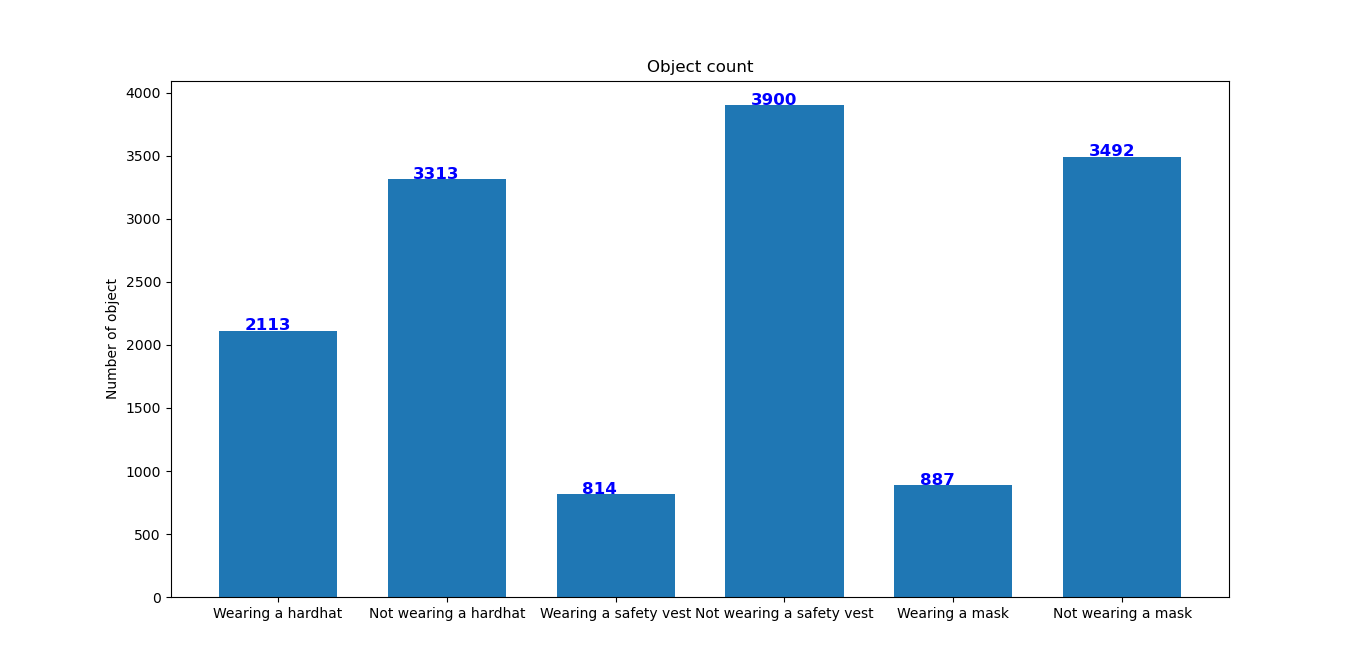 Object count
4000
3500
3000
2500
2000
1500
1000
500
0
Number of object
2113
3313
814
3900
887
3492
Wearing a hardhat
Not wearing a hardhat
Wearing a safety vest
Not wearing a safety vest
Wearing a mask
Not wearing a mask